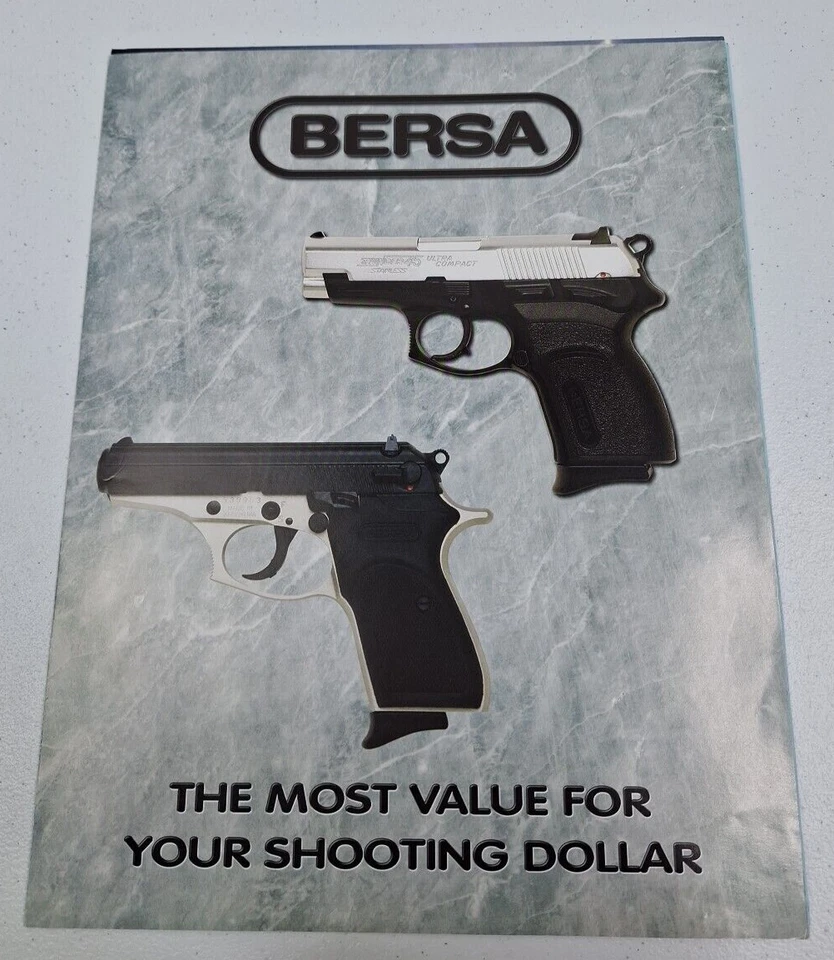 BERSA
ULTRA
COMPACT
STAINLESS
THE MOST VALUE FOR
YOUR SHOOTING DOLLAR